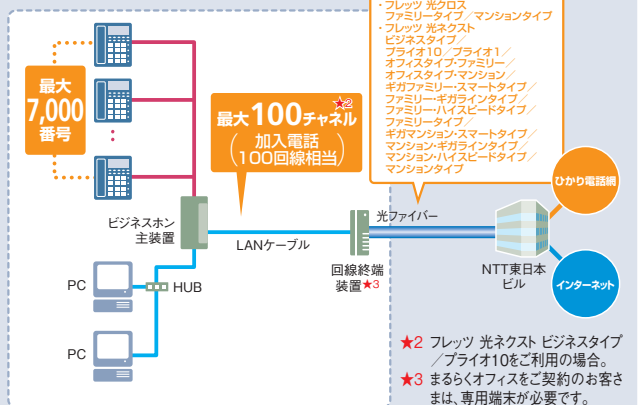 ・フレッツ 光クロス
ファミリータイプ／マンションタイプ
・フレッツ 光ネクスト
ビジネスタイプ／
プライオ10／プライオ1／
オフィスタイプ・ファミリー／
オフィスタイプ・マンション／
ギガファミリー・スマートタイプ／
ファミリー・ギガラインタイプ／
ファミリー・ハイスピードタイプ／
ファミリータイプ／
ギガマンション・スマートタイプ／
マンション・ギガラインタイプ／
マンション・ハイスピードタイプ／
マンションタイプ
最大
7,000
番号
最大100チャネル★2
（加入電話
100回線相当）
ビジネスホン
主装置
LANケーブル
光ファイバー
回線終端
装置★3
NTT東日本
ビル
ひかり電話網
インターネット
PC
HUB
PC
★2 フレッツ 光ネクスト ビジネスタイプ
／プライオ10をご利用の場合。
★3 まるらくオフィスをご契約のお客さ
まは、専用端末が必要です。